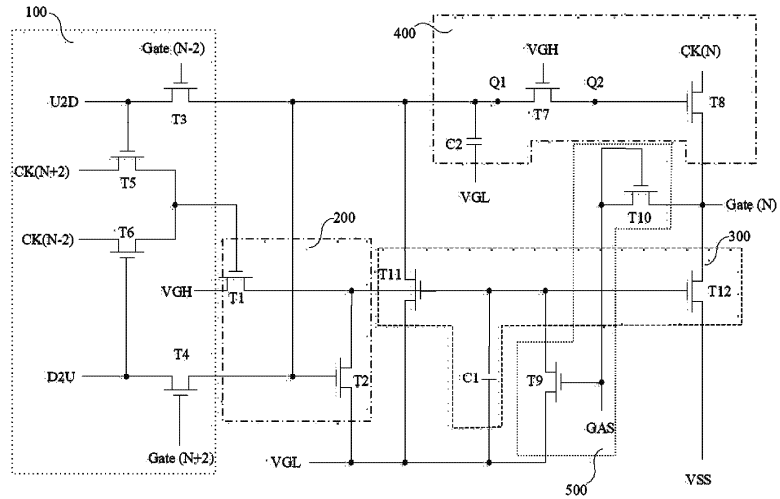 100
Gate (N-2)
400
VGH
CK(N)
U2D
Q1
Q2
T3
T7
T8
C2
CK(N+2)
T5
VGL
T10
Gate (N)
CK(N-2)
T6
200
300
T11
VGH
T1
T12
T4
D2U
T2
C1
T9
GAS
Gate (N+2)
VGL
500
VSS